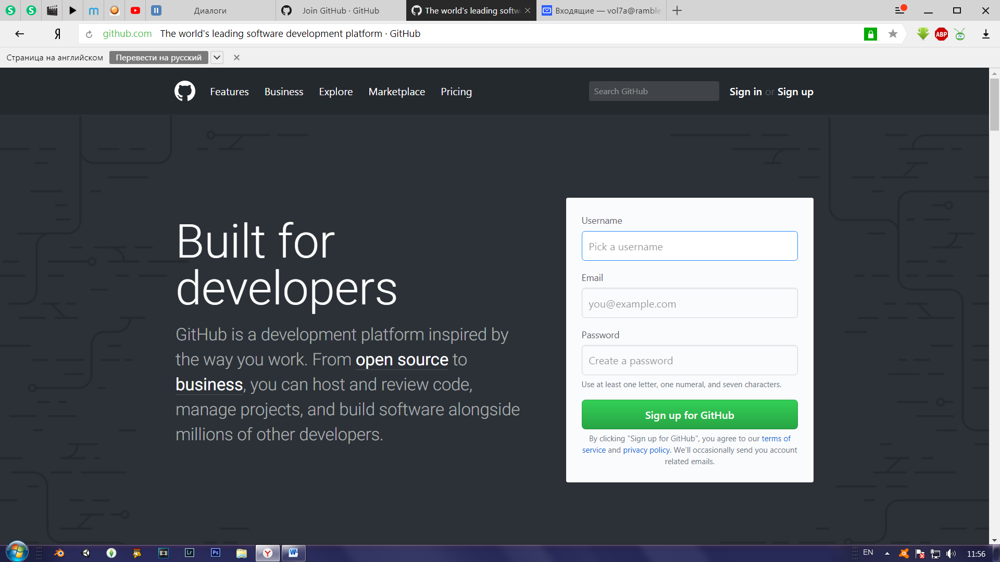 Диалоги
Join GitHub · GitHub
The world's leading softw
Входящие — vol7a@ramble
Я
github.com The world's leading software development platform · GitHub
ABP
TV
Страница на английском
Перевести на русский
Features
Business
Explore
Marketplace
Pricing
Search GitHub
Sign in or Sign up
Built for
developers
GitHub is a development platform inspired by
the way you work. From open source to
business, you can host and review code,
manage projects, and build software alongside
millions of other developers.
Username
Pick a username
Email
you@example.com
Password
Create a password
Use at least one letter, one numeral, and seven characters.
Sign up for GitHub
By clicking "Sign up for GitHub", you agree to our terms of
service and privacy policy. We'll occasionally send you account
related emails.
Lr
Ps
Y
W
EN
11:56